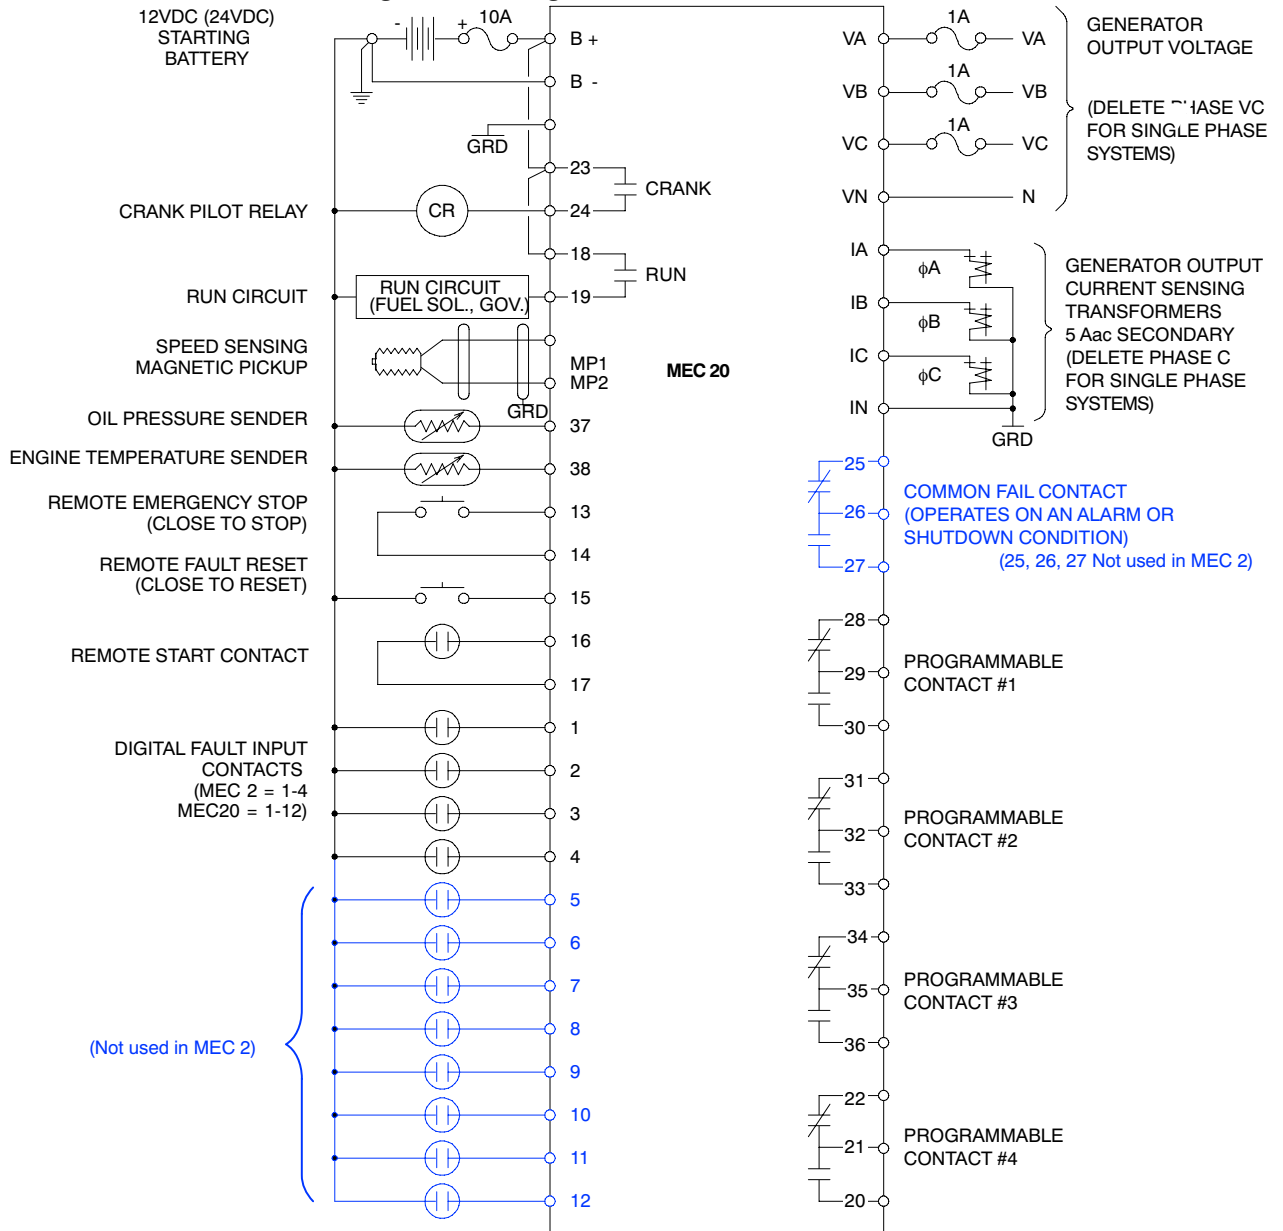 12VDC (24VDC)
STARTING
BATTERY
-
+
10A
B +
B -
GRD
23
CRANK
CRANK PILOT RELAY
CR
24
18
RUN
RUN CIRCUIT
RUN CIRCUIT
(FUEL SOL., GOV.)
19
SPEED SENSING
MAGNETIC PICKUP
MP1
MP2
GRD
MEC 20
OIL PRESSURE SENDER
37
ENGINE TEMPERATURE SENDER
38
REMOTE EMERGENCY STOP
(CLOSE TO STOP)
13
14
REMOTE FAULT RESET
(CLOSE TO RESET)
15
REMOTE START CONTACT
16
17
DIGITAL FAULT INPUT
CONTACTS
(MEC 2 = 1-4
MEC20 = 1-12)
1
2
3
4
(Not used in MEC 2)
5
6
7
8
9
10
11
12
VA
1A
VA
VB
1A
VB
VC
1A
VC
VN
N
GENERATOR
OUTPUT VOLTAGE
(DELETE VC
FOR SINGLE PHASE
SYSTEMS)
IA
ϕA
IB
ϕB
IC
ϕC
IN
GRD
GENERATOR OUTPUT
CURRENT SENSING
TRANSFORMERS
5 Aac SECONDARY
(DELETE PHASE C
FOR SINGLE PHASE
SYSTEMS)
25
26
27
COMMON FAIL CONTACT
(OPERATES ON AN ALARM OR
SHUTDOWN CONDITION)
(25, 26, 27 Not used in MEC 2)
28
29
30
PROGRAMMABLE
CONTACT #1
31
32
33
PROGRAMMABLE
CONTACT #2
34
35
36
PROGRAMMABLE
CONTACT #3
22
21
20
PROGRAMMABLE
CONTACT #4